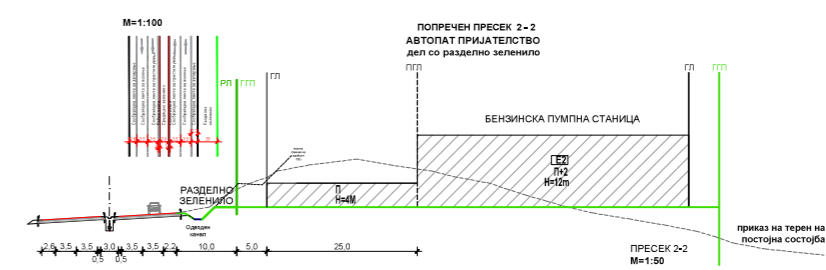 M=1:100
ПОПРЕЧЕН ПРЕСЕК 2-2
АВТОПАТ ПРИЈАТЕЛСТВО
дел со разделно зеленило
РЛ
ГГЛ
ГЛ
ПГЛ
ГЛ
ГГЛ
БЕНЗИНСКА ПУМПНА СТАНИЦА
Е2
П+2
Н=12m
РАЗДЕЛНО
ЗЕЛЕНИЛО
П
Н=4М
Одводен
канал
приказ на терен на
постојна состојба
2,6 3,5 3,5 3,0 3,5 3,5 2,2 10,0 5,0 25,0
0,5 0,5
ПРЕСЕК 2-2
М=1:50